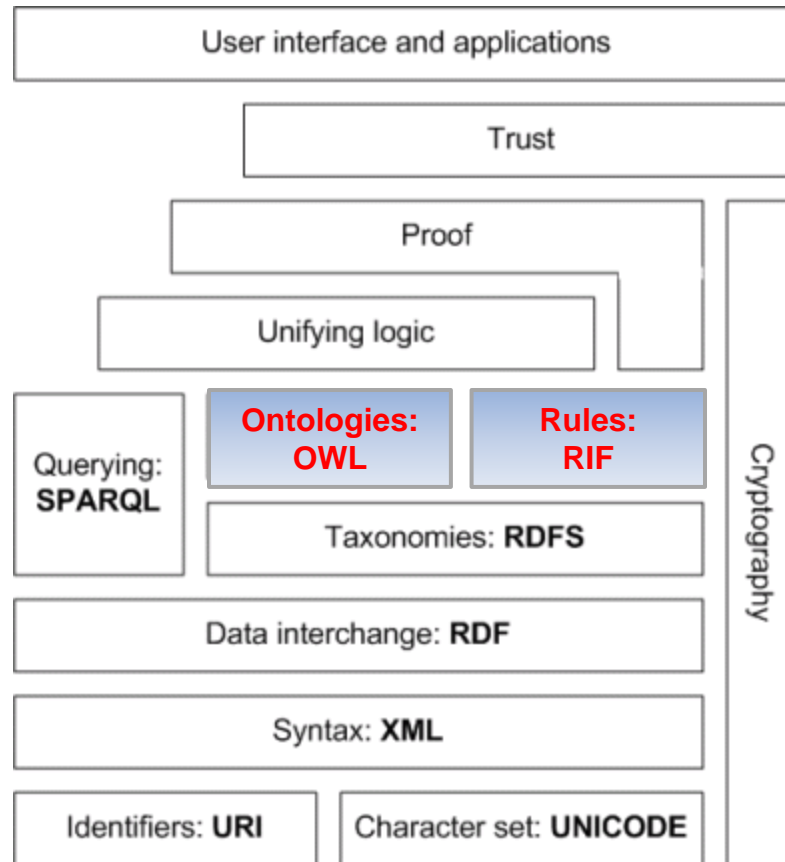 User interface and applications
Trust
Proof
Unifying logic
Querying:
SPARQL
Ontologies:
OWL
Rules:
RIF
Taxonomies: RDFS
Data interchange: RDF
Syntax: XML
Identifiers: URI
Character set: UNICODE
Cryptography